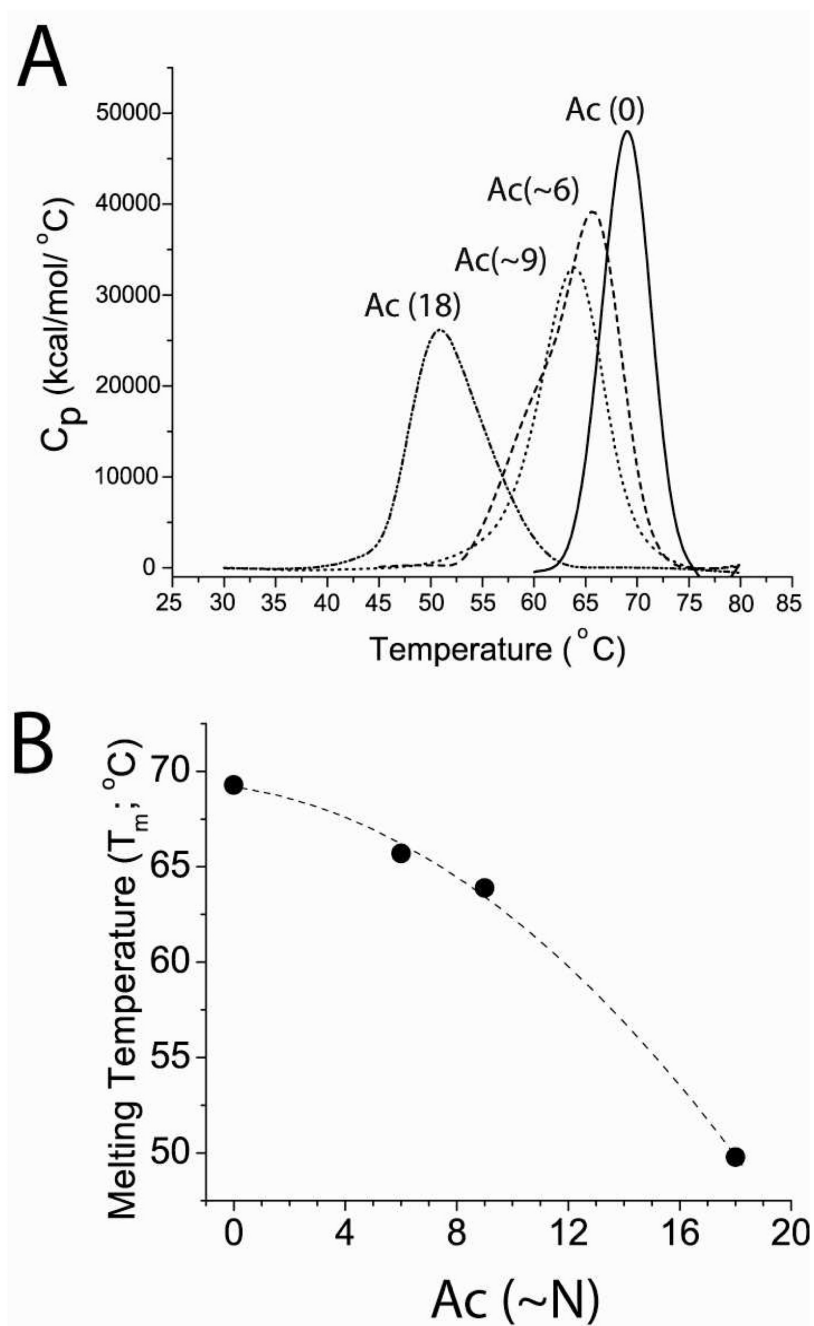 A
Ac (0)
Ac(~6)
Ac(~9)
Ac (18)
50000
40000
30000
20000
10000
0
Cp (kcal/mol/ °C)
25 30 35 40 45 50 55 60 65 70 75 80 85
Temperature ( °C)
B
70
65
60
55
50
Melting Temperature (Tm; °C)
0 4 8 12 16 20
Ac (~N)